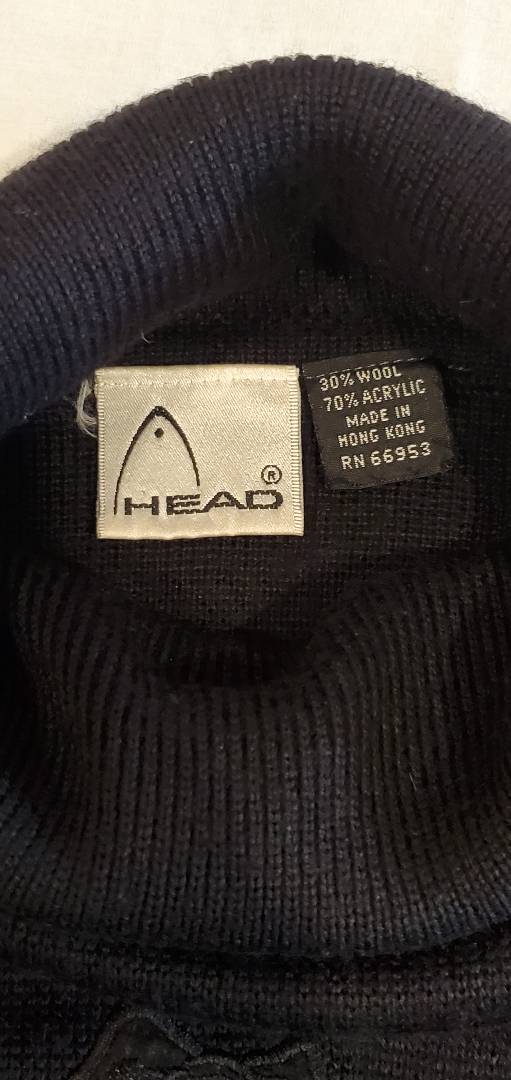 HEAD
®
30% WOOL
70% ACRYLIC
MADE IN
HONG KONG
RN 66953